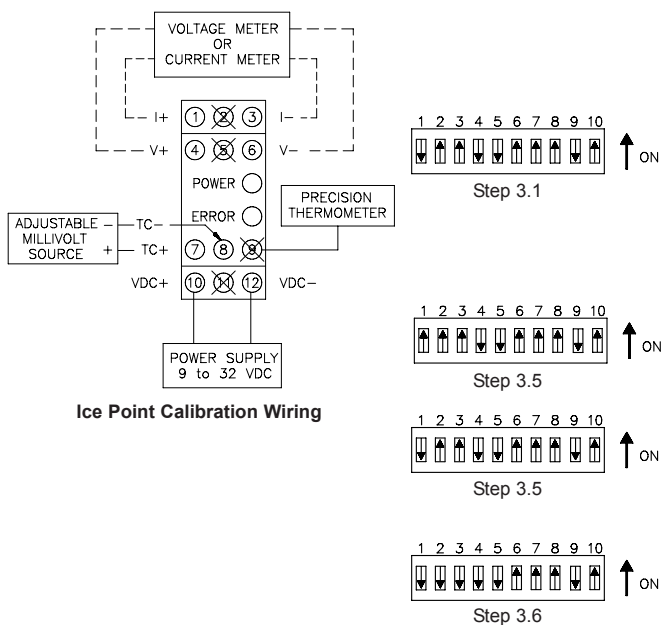 VOLTAGE METER
OR
CURRENT METER
I+ 1 2 3 I-
V+ 4 5 6 V-
POWER
ERROR
PRECISION
THERMOMETER
ADJUSTABLE
MILLIVOLT
SOURCE
- TC-
+ TC+ 7 8 9
VDC+ 10 11 12 VDC-
POWER SUPPLY
9 to 32 VDC
Ice Point Calibration Wiring
1 2 3 4 5 6 7 8 9 10
ON
Step 3.1
1 2 3 4 5 6 7 8 9 10
ON
Step 3.5
1 2 3 4 5 6 7 8 9 10
ON
Step 3.5
1 2 3 4 5 6 7 8 9 10
ON
Step 3.6